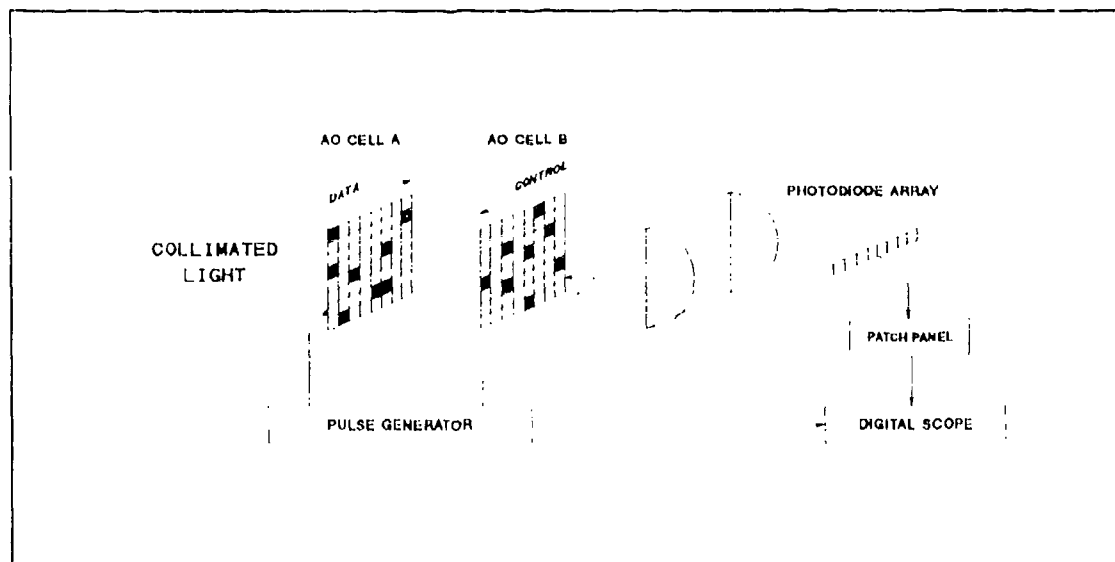 AO CELL A
AO CELL B
DATA
CONTROL
PHOTODIODE ARRAY
COLLIMATED
LIGHT
PATCH PANEL
PULSE GENERATOR
DIGITAL SCOPE